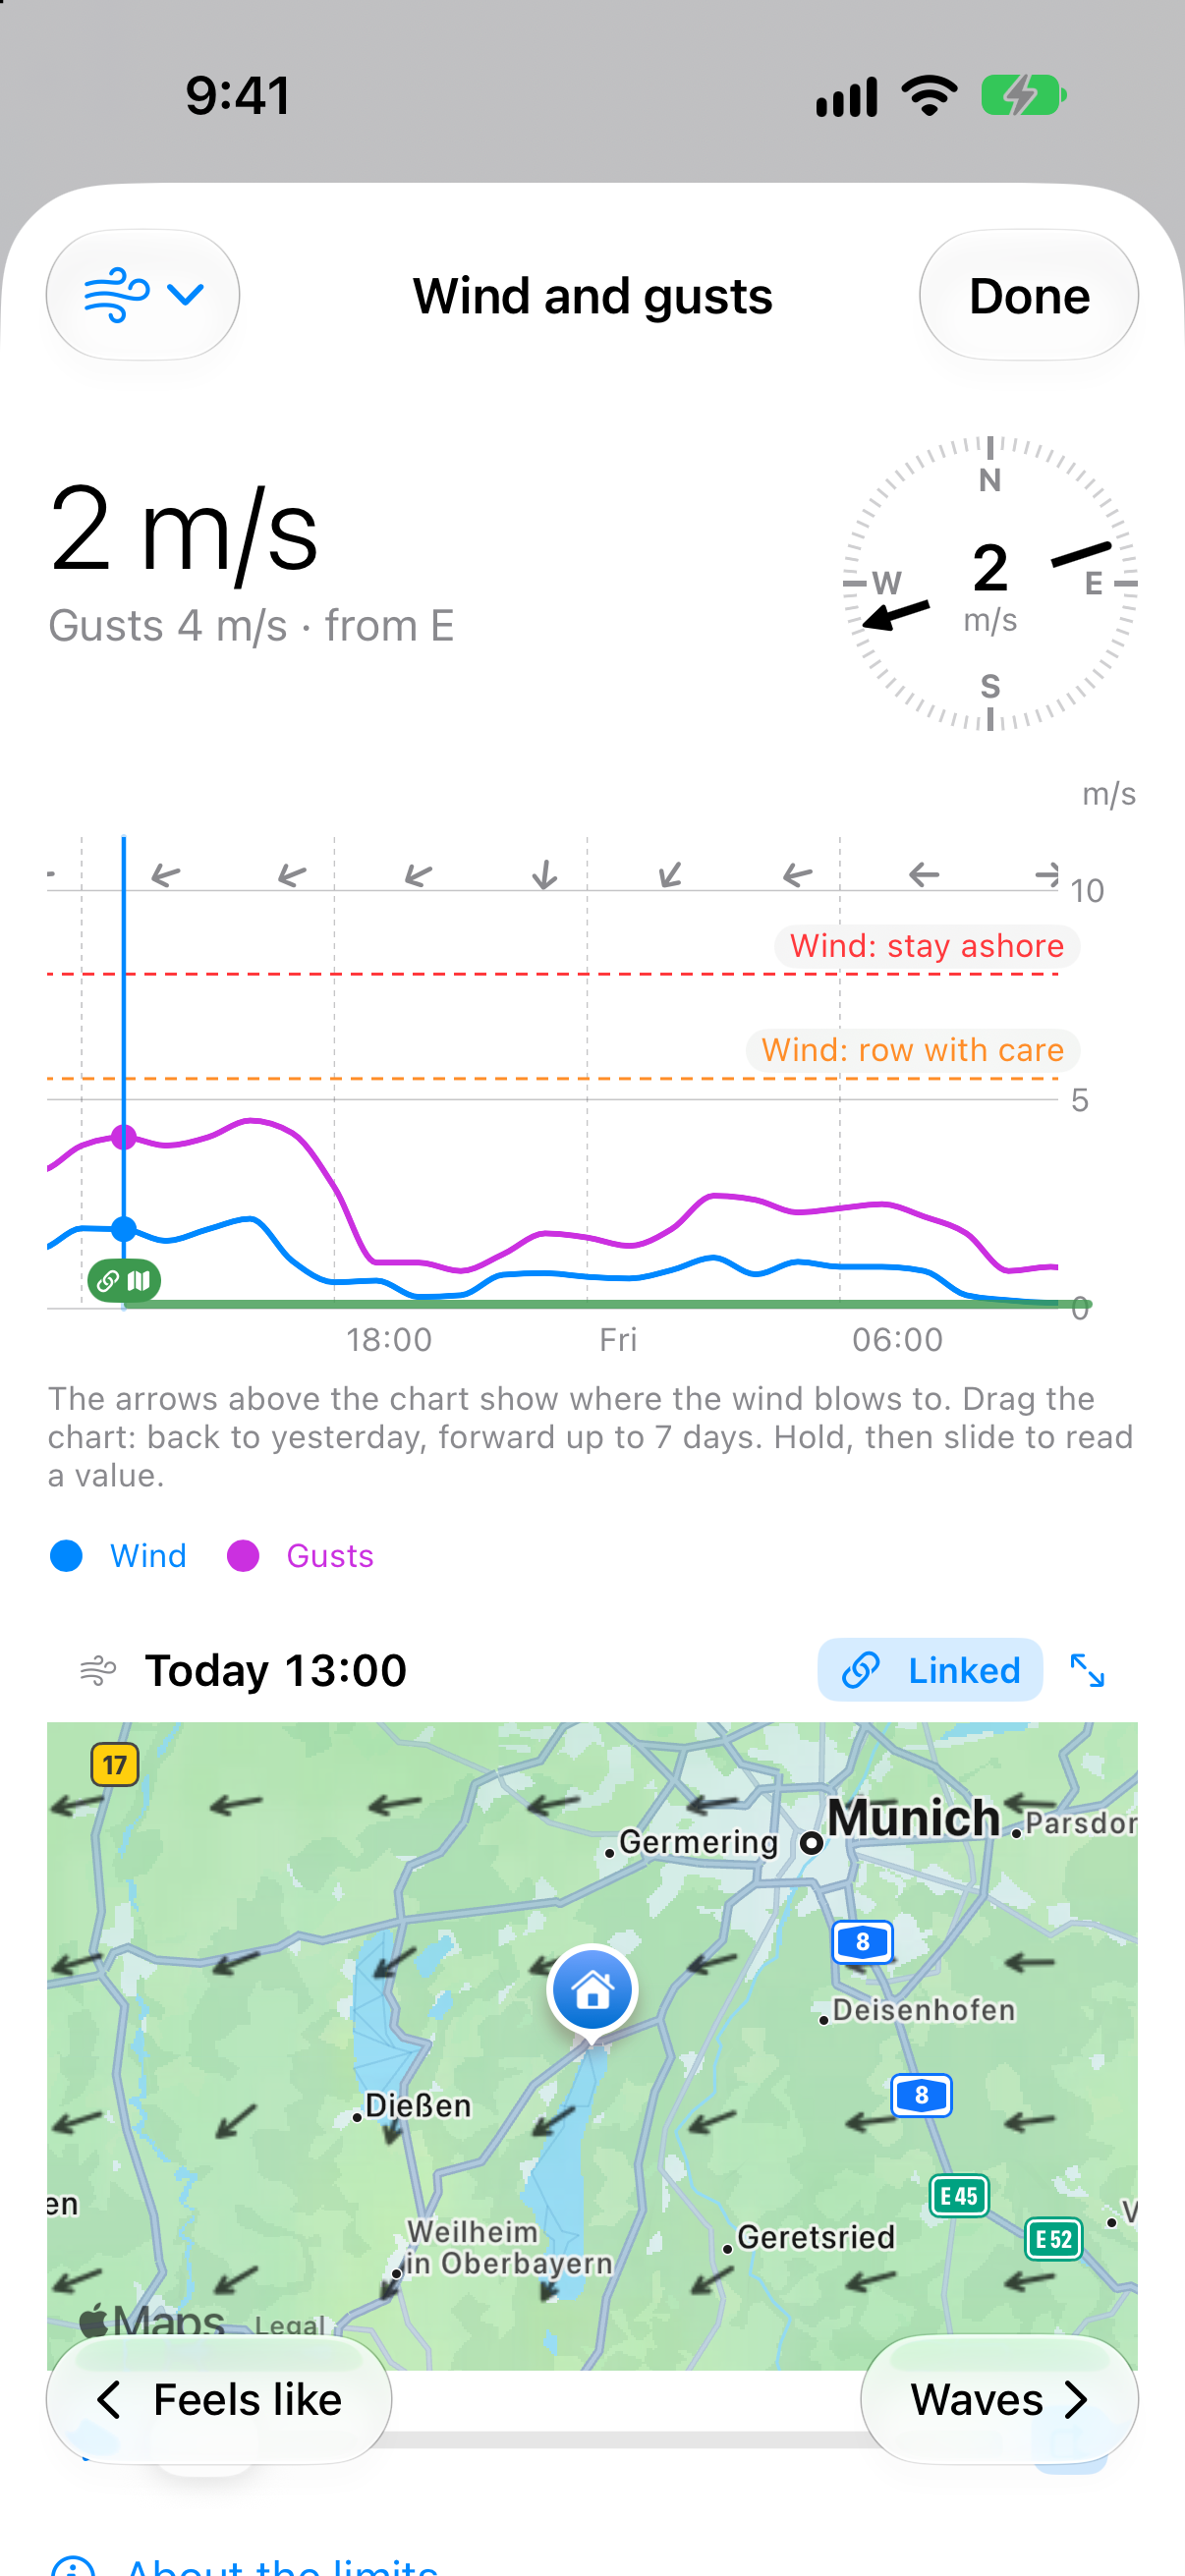 9:41
Wind and gusts
Done
2 m/s
Gusts 4 m/s · from E
N
W
2
E
m/s
S
m/s
10
Wind: stay ashore
Wind: row with care
5
0
18:00
Fri
06:00
The arrows above the chart show where the wind blows to. Drag the
chart: back to yesterday, forward up to 7 days. Hold, then slide to read
a value.
Wind
Gusts
Today 13:00
Linked
17
Munich
Germering
Parsdor
8
Deisenhofen
8
Dießen
E 45
en
V
Weilheim
in Oberbayern
Geretsried
E 52
Maps
Legal
Feels like
Waves
About the limits